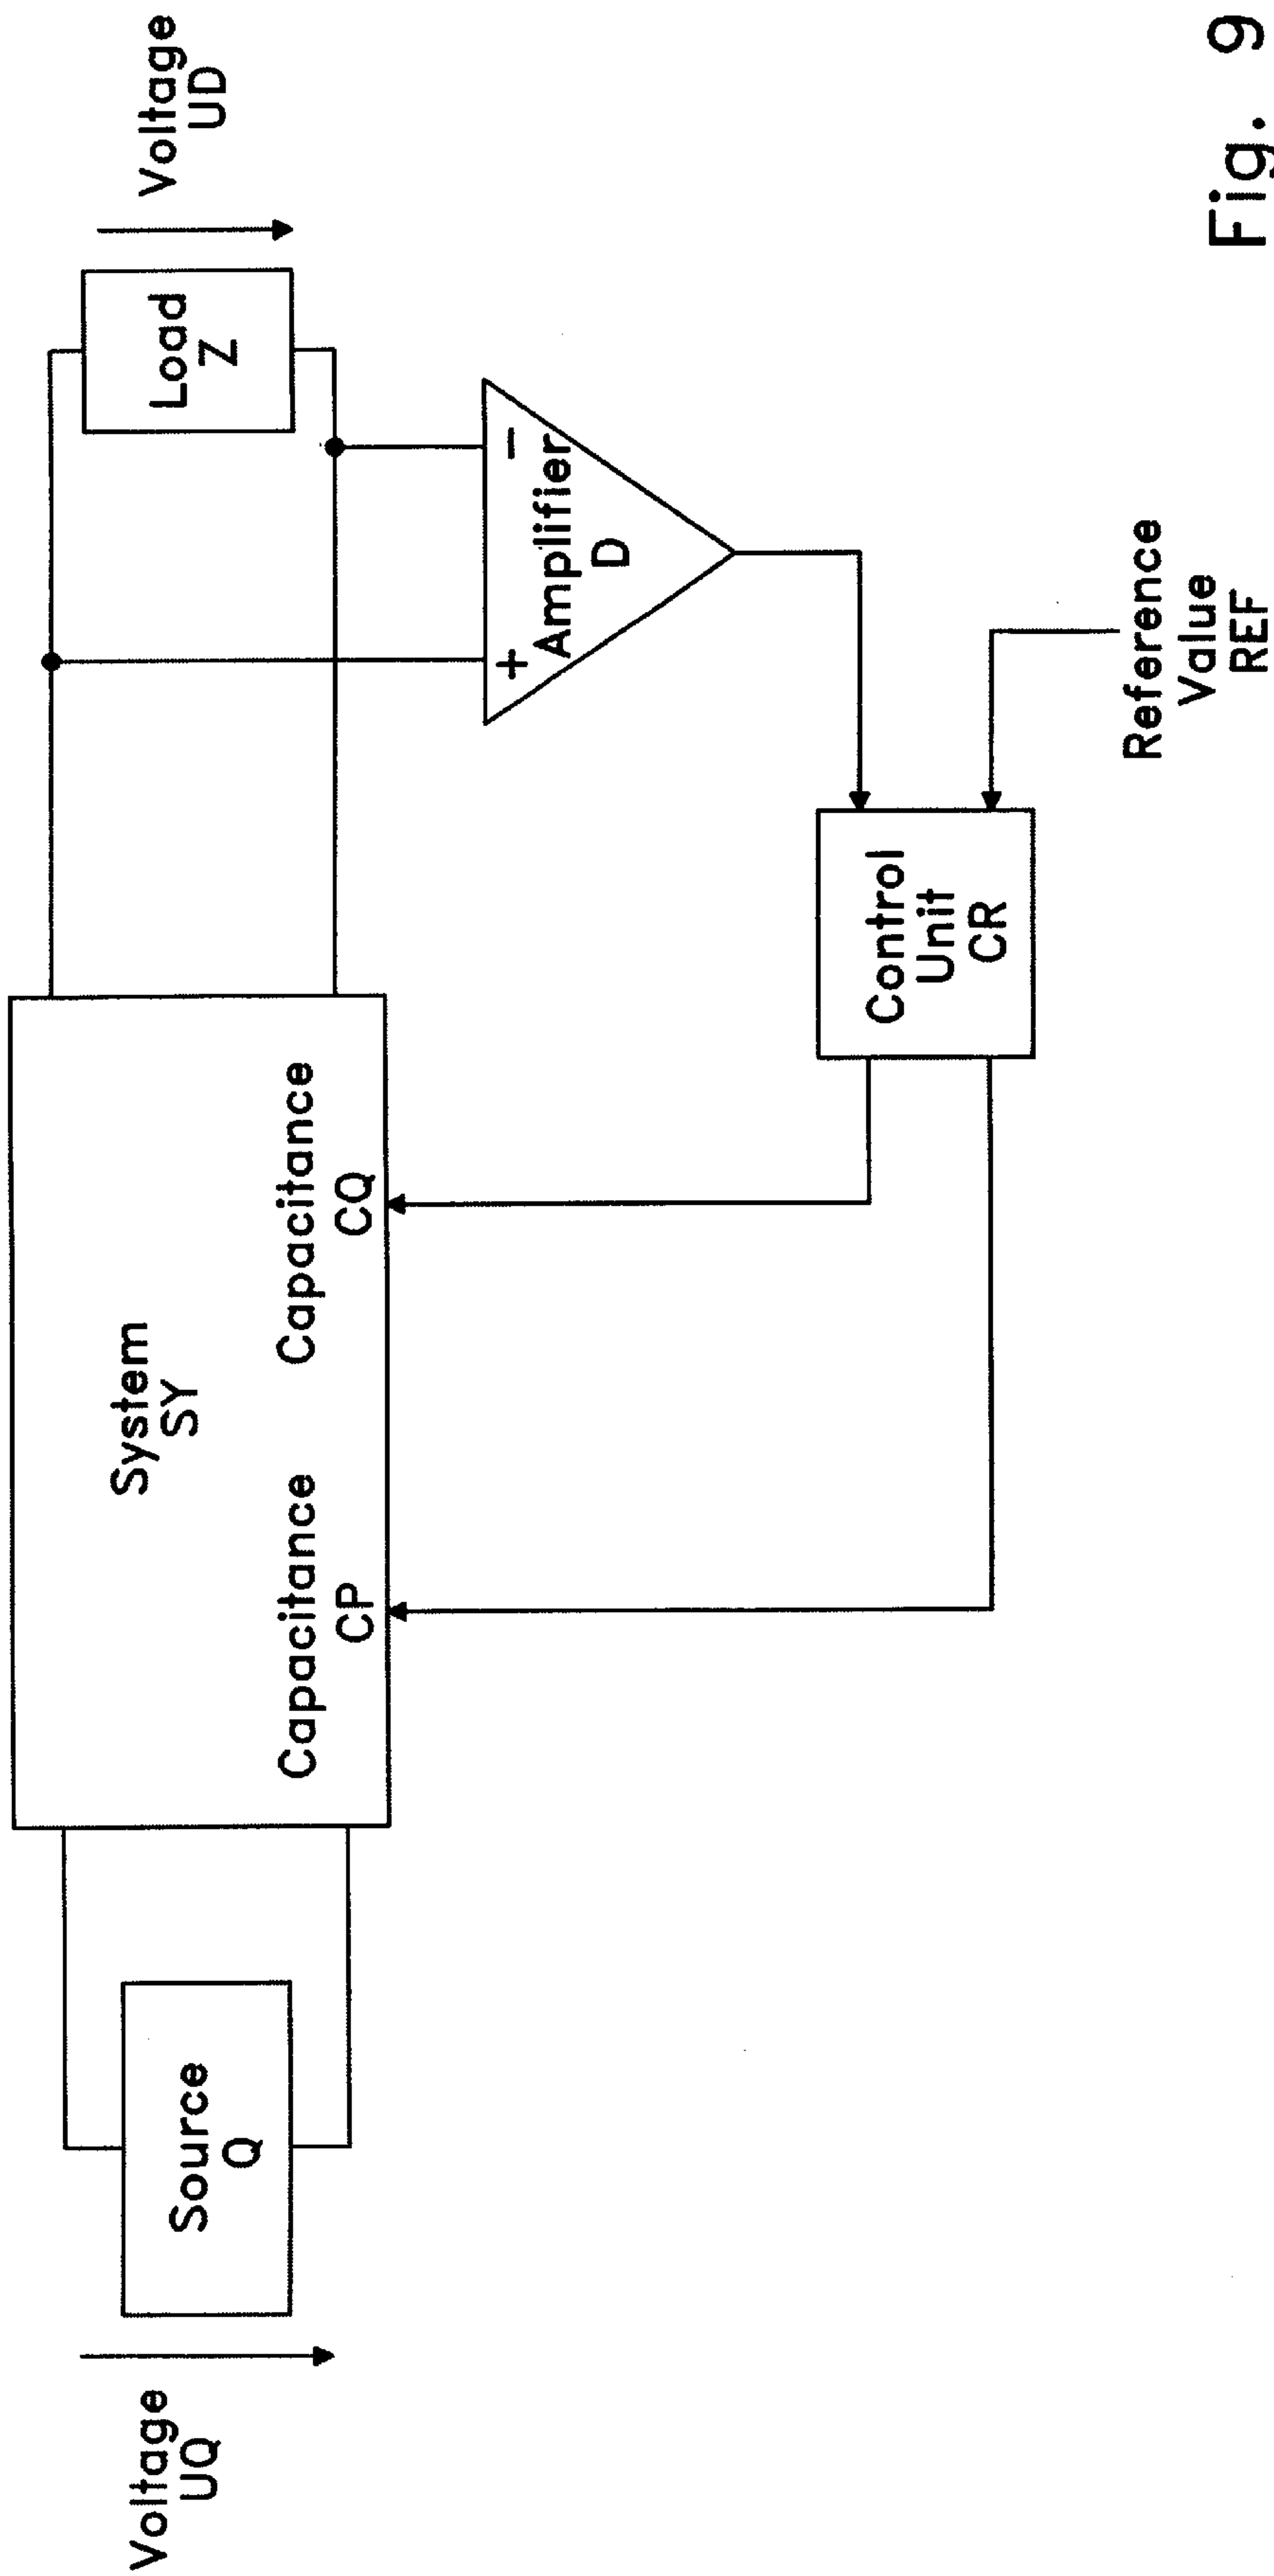 Voltage
UQ
Source
Q
System
SY
Capacitance
CP
Capacitance
CQ
Load
Z
Voltage
UD
+
−
Amplifier
D
Control
Unit
CR
Reference
Value
REF
Fig. 9